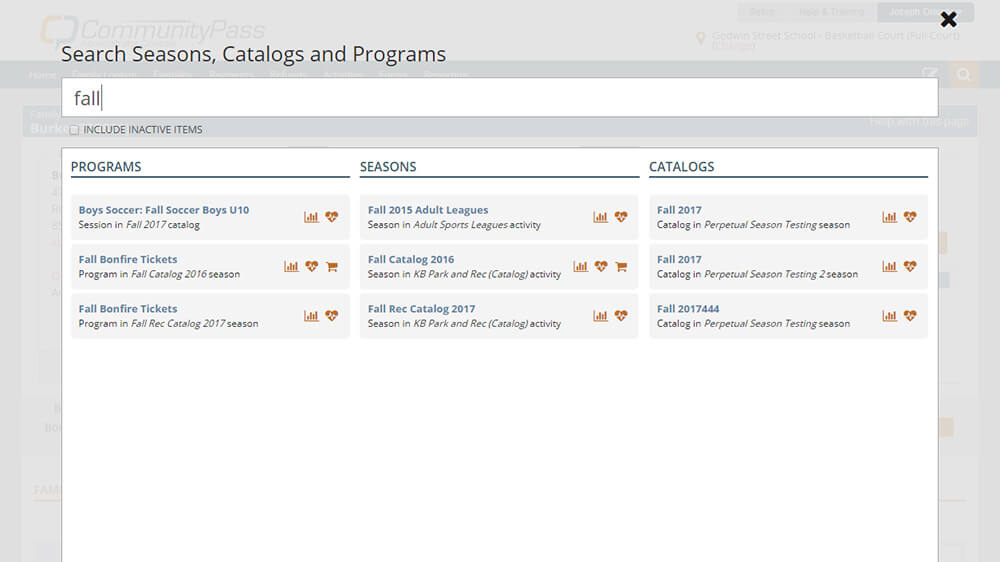 CommunityPass
Setup
Help & Training
Godwin Street School - Basketball Court (Full Court)
(Change)
Search Seasons, Catalogs and Programs
Home
fall
INCLUDE INACTIVE ITEMS
Help with this page
PROGRAMS
Boys Soccer: Fall Soccer Boys U10
Session in Fall 2017 catalog
Fall Bonfire Tickets
Program in Fall Catalog 2016 season
Fall Bonfire Tickets
Program in Fall Rec Catalog 2017 season
SEASONS
Fall 2015 Adult Leagues
Season in Adult Sports Leagues activity
Fall Catalog 2016
Season in KB Park and Rec (Catalog) activity
Fall Rec Catalog 2017
Season in KB Park and Rec (Catalog) activity
CATALOGS
Fall 2017
Catalog in Perpetual Season Testing season
Fall 2017
Catalog in Perpetual Season Testing 2 season
Fall 2017444
Catalog in Perpetual Season Testing season